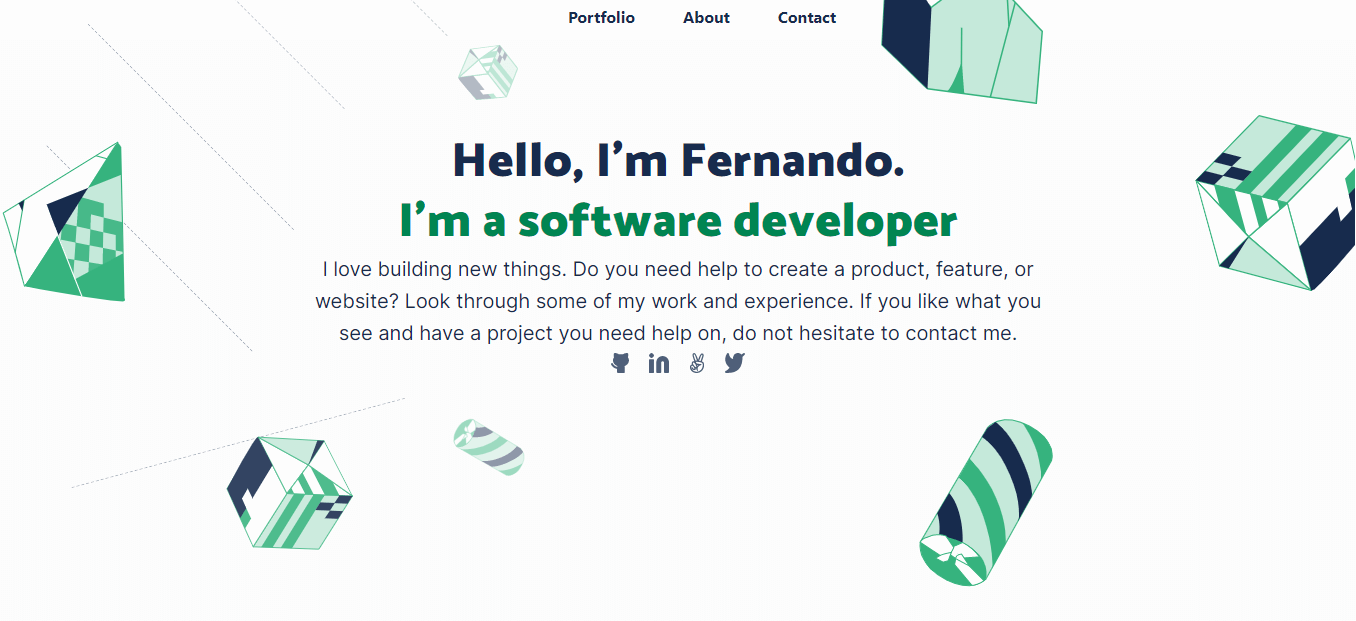 Portfolio About Contact
Hello, I’m Fernando.
I’m a software developer
I love building new things. Do you need help to create a product, feature, or
website? Look through some of my work and experience. If you like what you
see and have a project you need help on, do not hesitate to contact me.
in